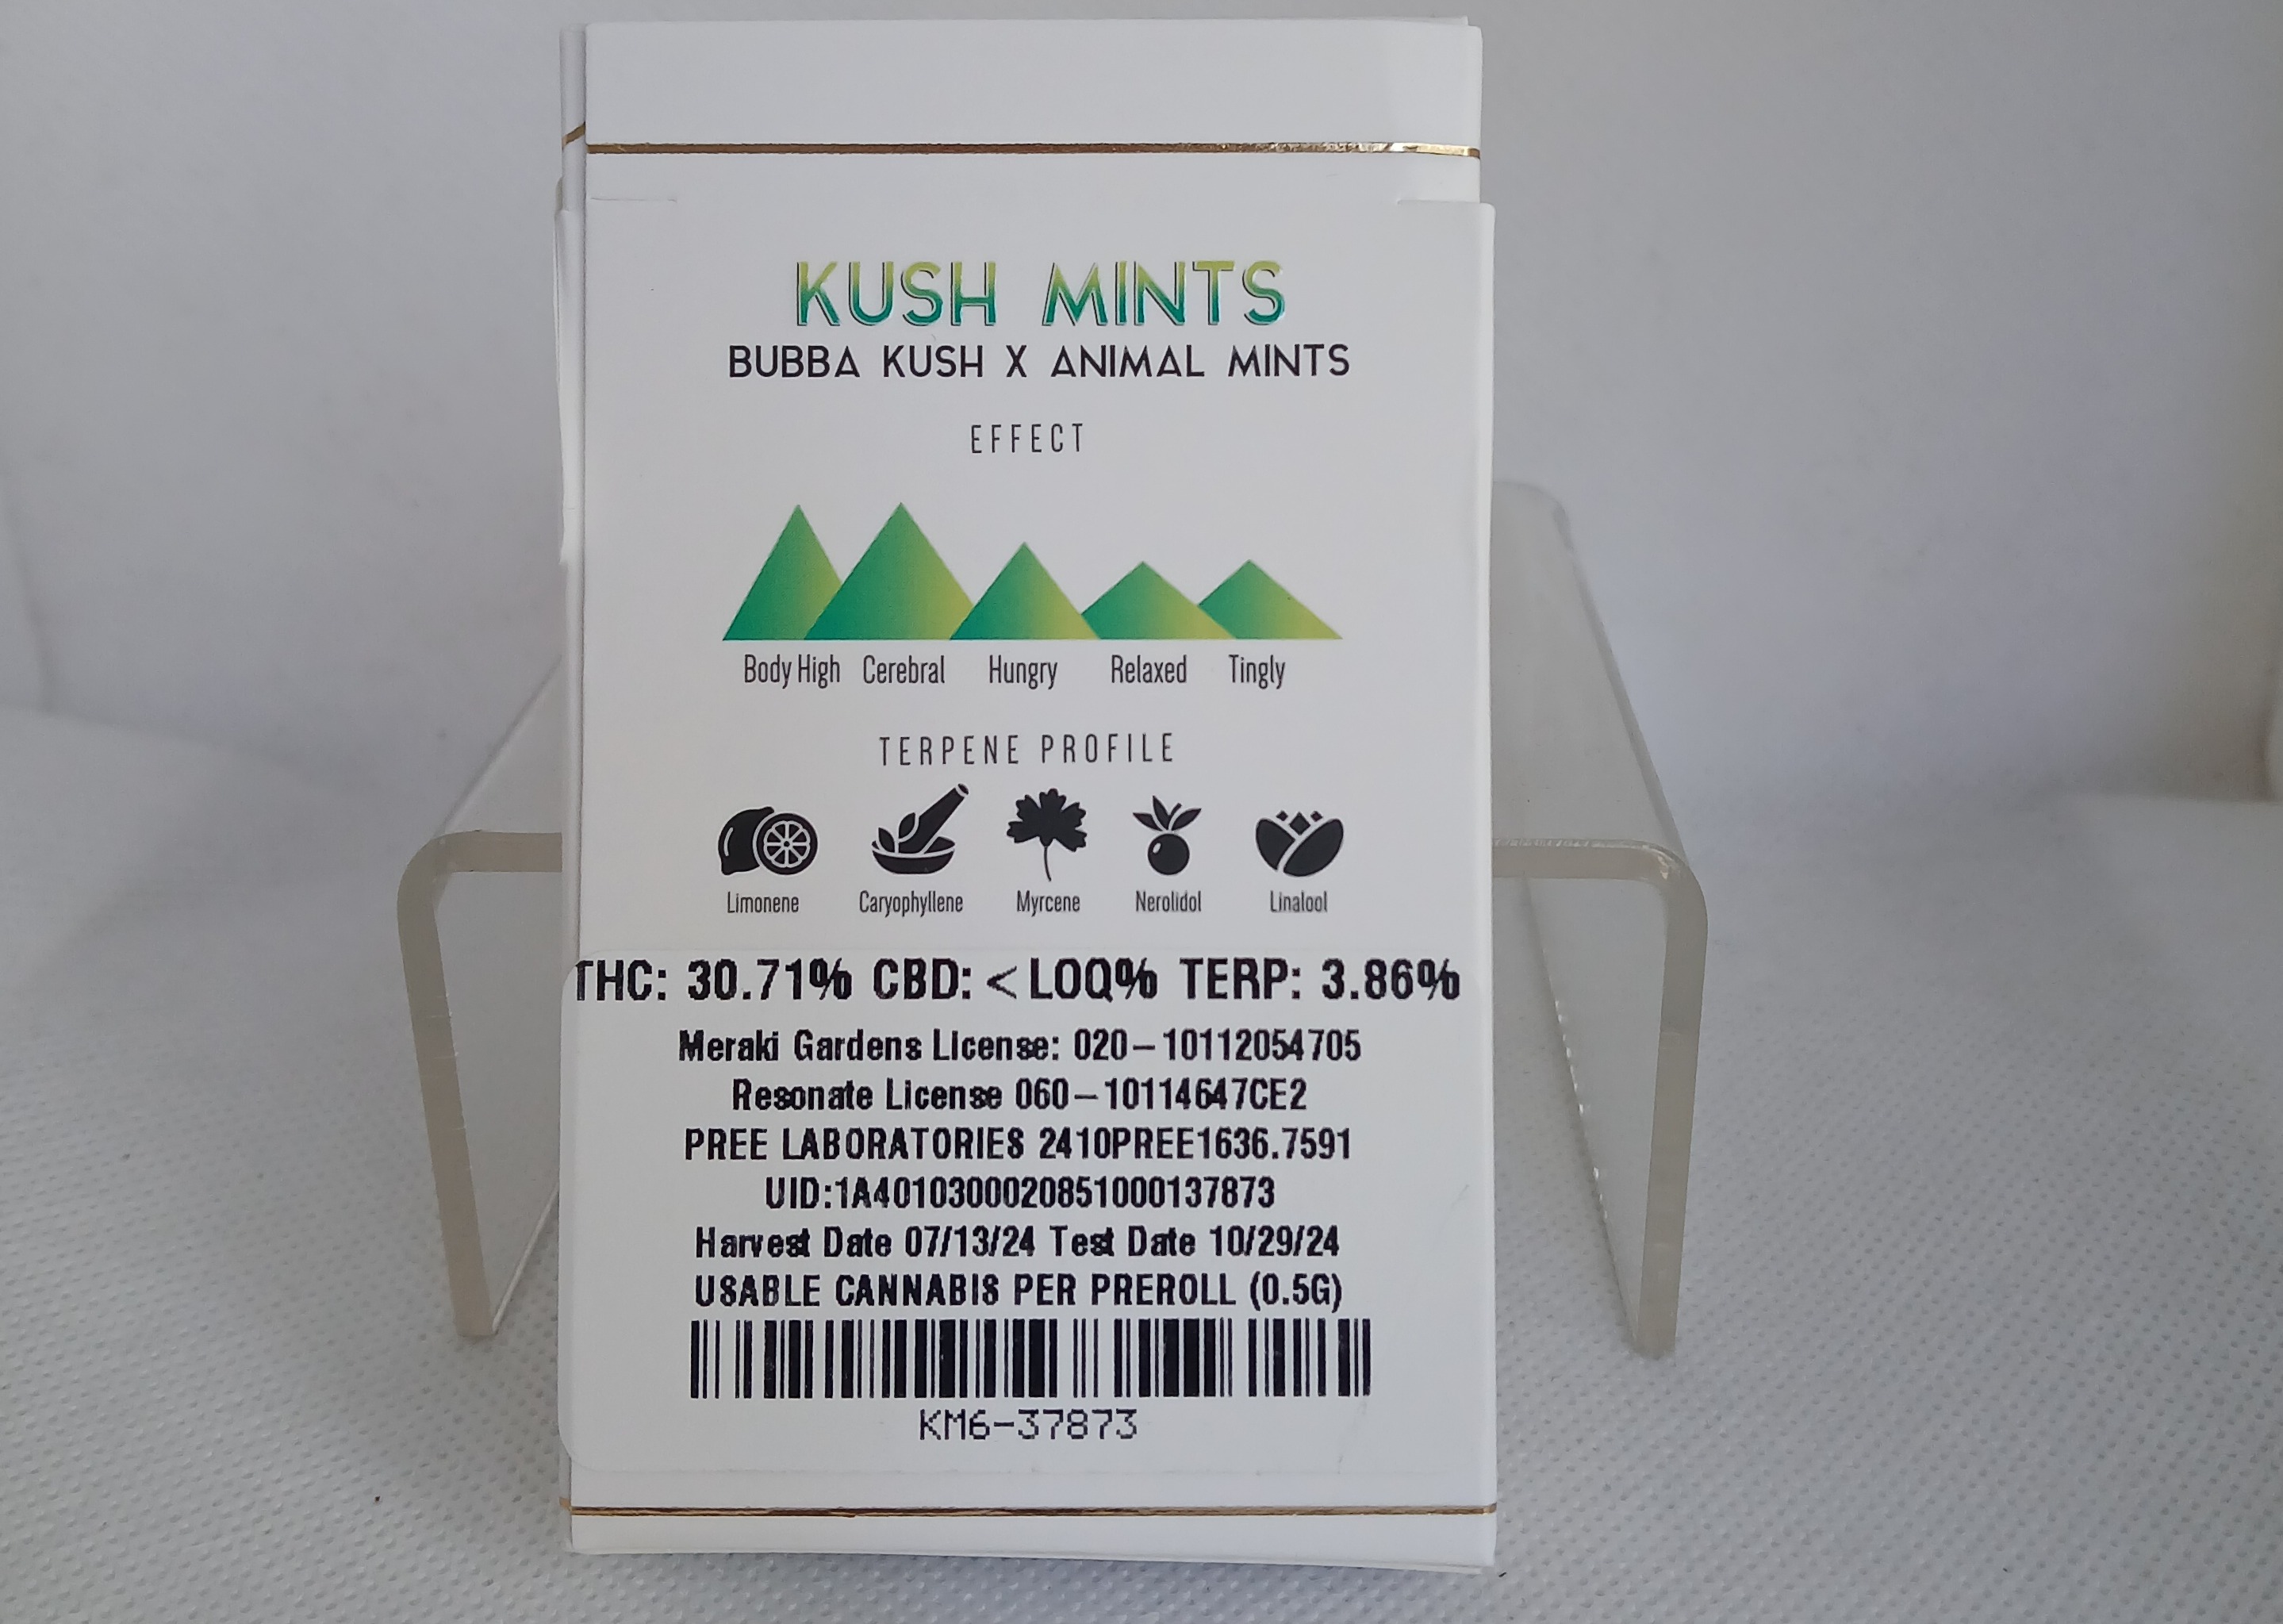 KUSH MINTS
BUBBA KUSH X ANIMAL MINTS
EFFECT
Body High Cerebral Hungry Relaxed Tingly
TERPENE PROFILE
Limonene Caryophyllene Myrcene Nerolidol Linalool
THC: 30.71% CBD: <LOQ% TERP: 3.86%
Meraki Gardens License: 020-10112054705
Resonate License 060-10114647CE2
PREE LABORATORIES 2410PREE1636.7591
UID:1A4010300020851000137873
Harvest Date 07/13/24 Test Date 10/29/24
USABLE CANNABIS PER PREROLL (0.5G)
KM6-37873